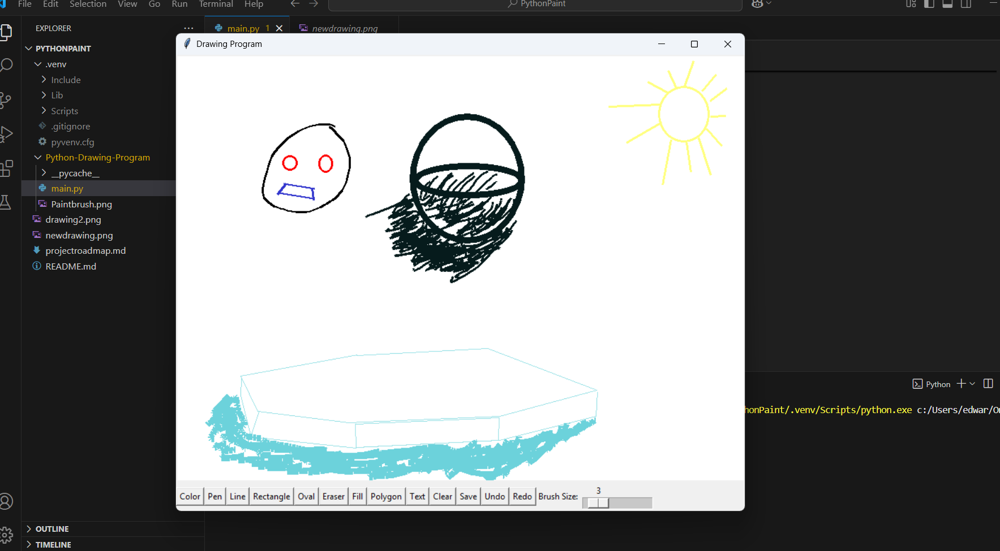 File Edit Selection View Go Run Terminal Help PythonPaint
EXPLORER
main.py 1
newdrawing.png
PYTHONPAINT
.venv
Include
Lib
Scripts
.gitignore
pyvenv.cfg
Python-Drawing-Program
__pycache__
main.py
Paintbrush.png
drawing2.png
newdrawing.png
projectroadmap.md
README.md
OUTLINE
TIMELINE
Drawing Program
Color Pen Line Rectangle Oval Eraser Fill Polygon Text Clear Save Undo Redo Brush Size: 3
Python
honPaint/.venv/Scripts/python.exe c:/Users/edwar/